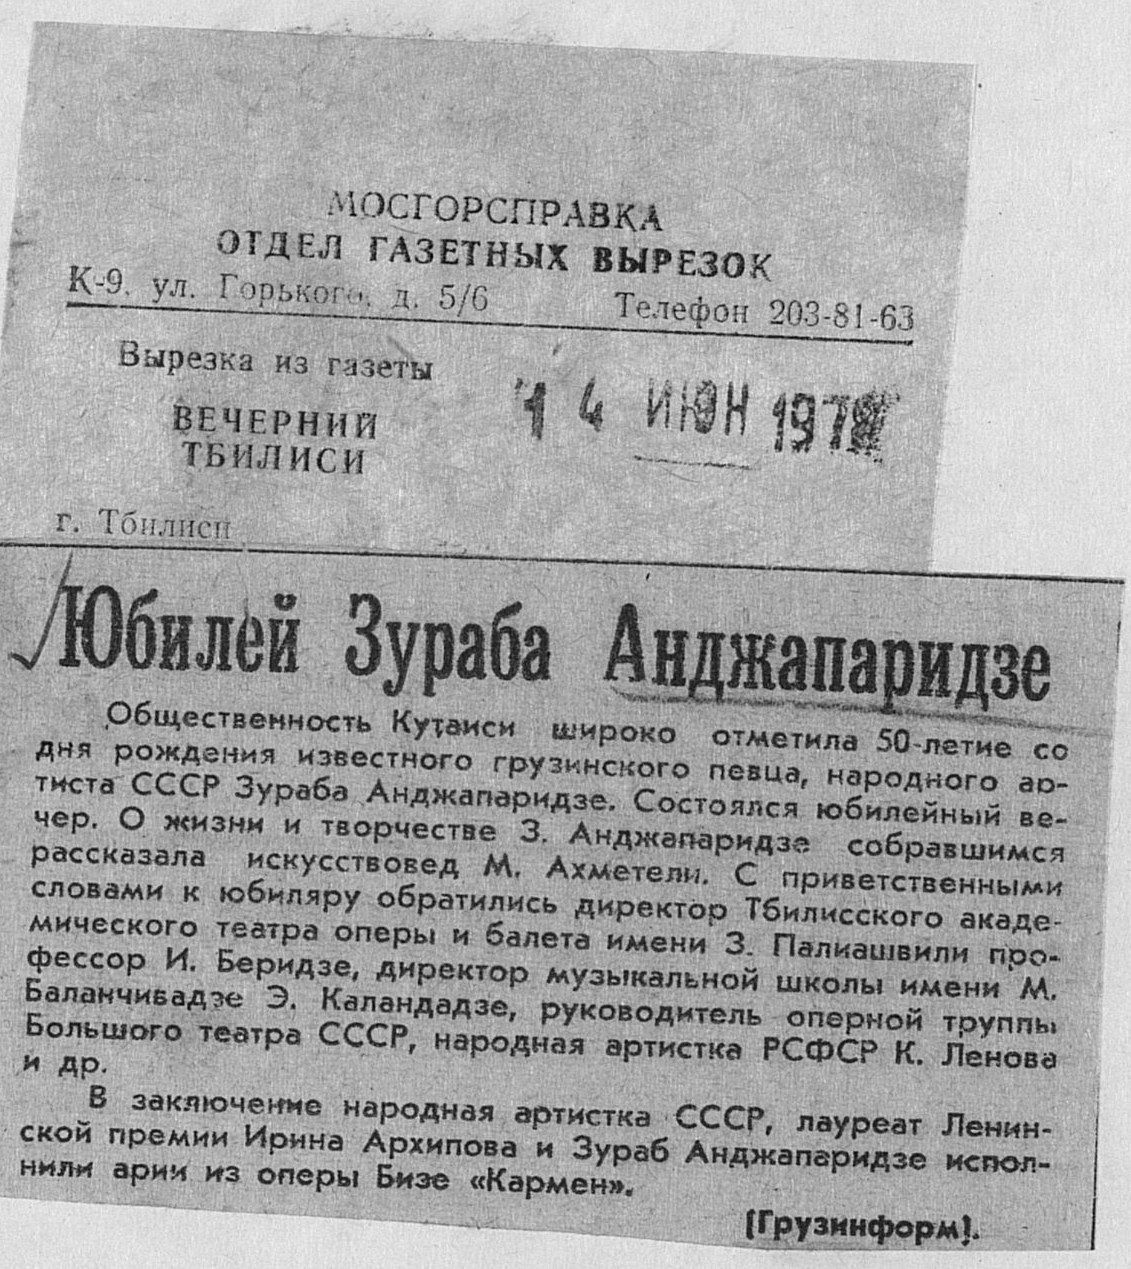 МОСГОРСПРАВКА
ОТДЕЛ ГАЗЕТНЫХ ВЫРЕЗОК
К-9, ул. Горького, д. 5/6 Телефон 203-81-63
Вырезка из газеты
ВЕЧЕРНИЙ
ТБИЛИСИ
14 ИЮН
г. Тбилиси
Юбилей Зураба Анджапаридзе
Общественность Кутаиси широко отметила 50-летие со
дня рождения известного грузинского певца, народного ар-
тиста СССР Зураба Анджапаридзе. Состоялся юбилейный ве-
чер. О жизни и творчестве З. Анджапаридзе собравшимся
рассказала искусствовед М. Ахметели. С приветственными
словами к юбиляру обратились директор Тбилисского акаде-
мического театра оперы и балета имени З. Палиашвили про-
фессор И. Беридзе, директор музыкальной школы имени М.
Баланчивадзе Э. Каландадзе, руководитель оперной труппы
Большого театра СССР, народная артистка РСФСР К. Ленова
и др.
В заключение народная артистка СССР, лауреат Ленин-
ской премии Ирина Архипова и Зураб Анджапаридзе испол-
нили арии из оперы Бизе «Кармен».
(Грузинформ).